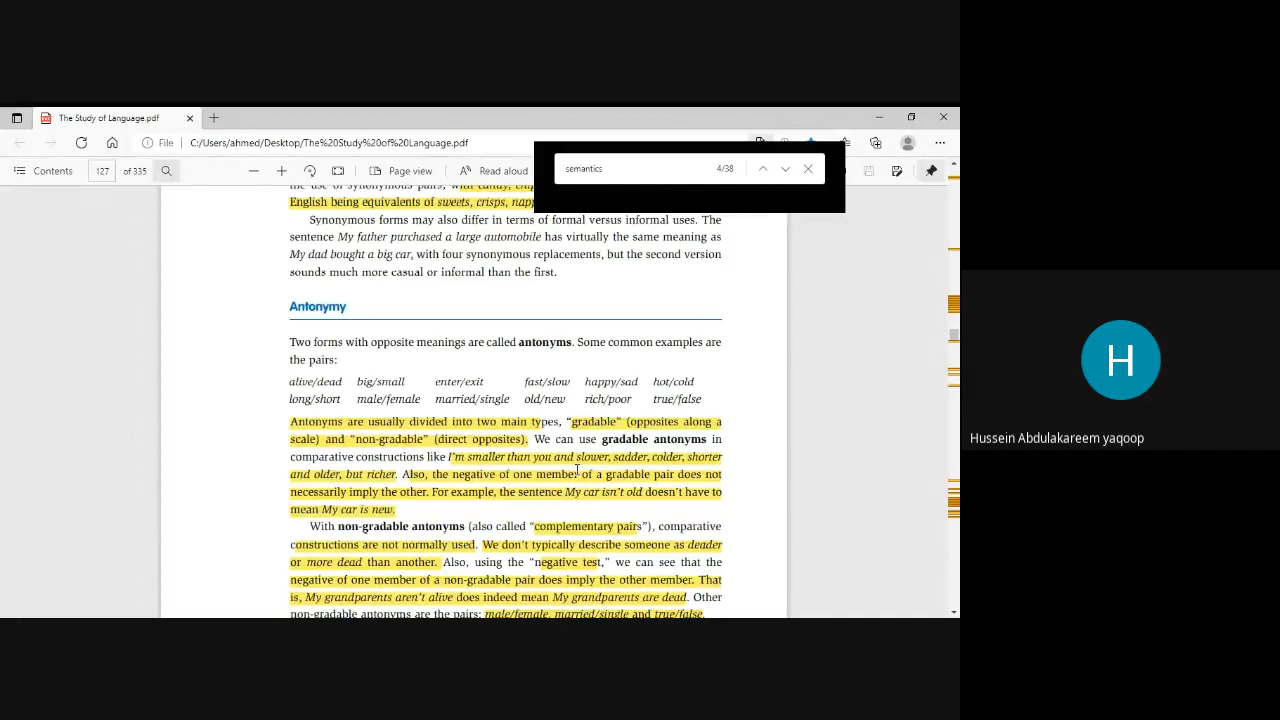 The Study of Language.pdf
File C:/Users/ahmed/Desktop/The%20Study%20of%20Language.pdf
semantics 4/38
Contents 127 of 335 Page view Read aloud
the use of synonymous pairs, with candy,
English being equivalents of sweets, crisps,
Synonymous forms may also differ in terms of formal versus informal uses. The
sentence My father purchased a large automobile has virtually the same meaning as
My dad bought a big car, with four synonymous replacements, but the second version
sounds much more casual or informal than the first.
Antonymy
Two forms with opposite meanings are called antonyms. Some common examples are
the pairs:
alive/dead big/small enter/exit fast/slow happy/sad hot/cold
long/short male/female married/single old/new rich/poor true/false
Antonyms are usually divided into two main types, “gradable” (opposites along a
scale) and “non-gradable” (direct opposites). We can use gradable antonyms in
comparative constructions like I’m smaller than you and slower, sadder, colder, shorter
and older, but richer. Also, the negative of one member of a gradable pair does not
necessarily imply the other. For example, the sentence My car isn’t old doesn’t have to
mean My car is new.
With non-gradable antonyms (also called “complementary pairs”), comparative
constructions are not normally used. We don’t typically describe someone as deader
or more dead than another. Also, using the “negative test,” we can see that the
negative of one member of a non-gradable pair does imply the other member. That
is, My grandparents aren’t alive does indeed mean My grandparents are dead. Other
non-gradable antonyms are the pairs: male/female, married/single and true/false.
H
Hussein Abdulakareem yaqoop